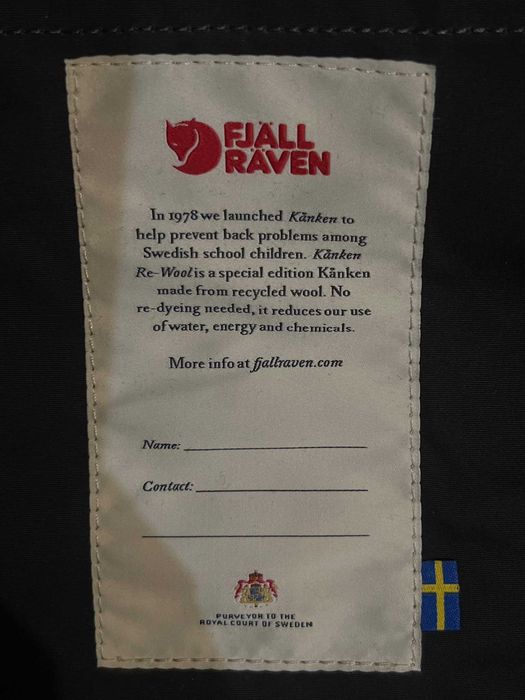 FJÄLL
RÄVEN
In 1978 we launched Kånken to
help prevent back problems among
Swedish school children. Kånken
Re-Wool is a special edition Kånken
made from recycled wool. No
re-dyeing needed, it reduces our use
of water, energy and chemicals.
More info at fjallraven.com
Name:
Contact:
PURVEYOR TO THE
ROYAL COURT OF SWEDEN